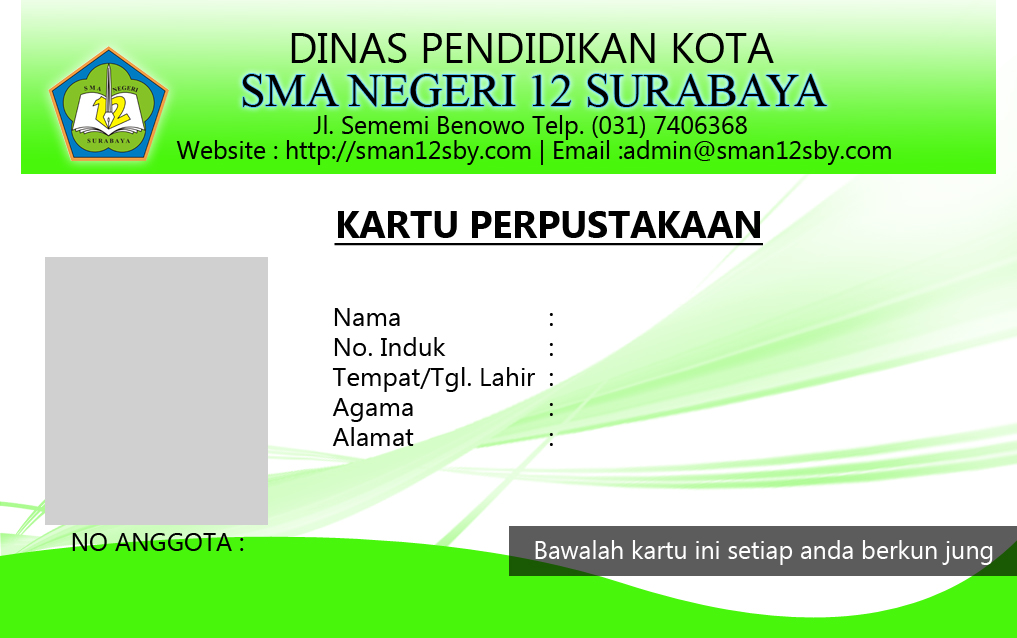 DINAS PENDIDIKAN KOTA
SMA NEGERI 12 SURABAYA
Jl. Sememi Benowo Telp. (031) 7406368
Website : http://sman12sby.com | Email :admin@sman12sby.com
SMA NEGERI
12
SURABAYA
KARTU PERPUSTAKAAN
Nama :
No. Induk :
Tempat/Tgl. Lahir :
Agama :
Alamat :
NO ANGGOTA :
Bawalah kartu ini setiap anda berkun jung